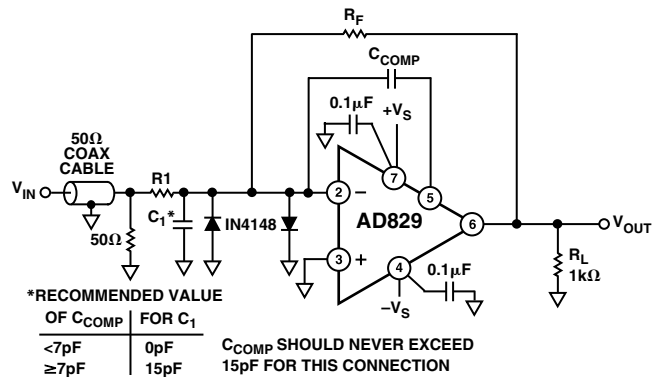 R_F
C_COMP
0.1µF
+V_S
50Ω
COAX
CABLE
V_IN
R1
C_1*
50Ω
IN4148
7
5
2
–
AD829
6
3
+
4
0.1µF
–V_S
V_OUT
R_L
1kΩ
*RECOMMENDED VALUE
OF C_COMP FOR C_1
<7pF 0pF
≥7pF 15pF
C_COMP SHOULD NEVER EXCEED
15pF FOR THIS CONNECTION